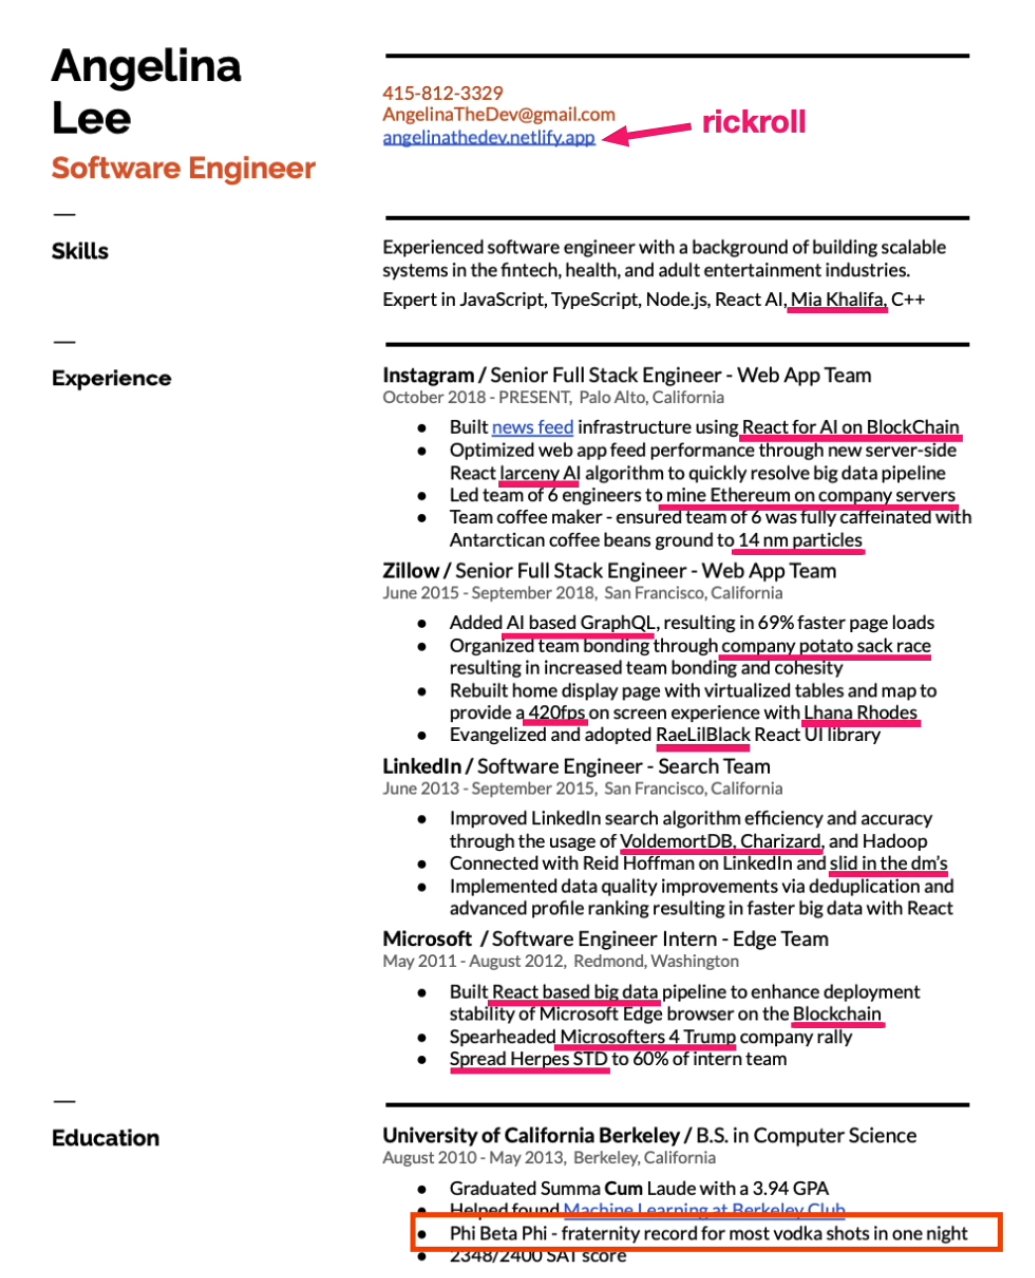 Angelina
Lee
Software Engineer
415-812-3329
AngelinaTheDev@gmail.com
angelinathedev.netlify.app
rickroll
Skills
Experienced software engineer with a background of building scalable
systems in the fintech, health, and adult entertainment industries.
Expert in JavaScript, TypeScript, Node.js, React AI, Mia Khalifa, C++
Experience
Instagram / Senior Full Stack Engineer - Web App Team
October 2018 - PRESENT, Palo Alto, California
● Built news feed infrastructure using React for AI on BlockChain
● Optimized web app feed performance through new server-side
React larceny AI algorithm to quickly resolve big data pipeline
● Led team of 6 engineers to mine Ethereum on company servers
● Team coffee maker - ensured team of 6 was fully caffeinated with
Antarctican coffee beans ground to 14 nm particles
Zillow / Senior Full Stack Engineer - Web App Team
June 2015 - September 2018, San Francisco, California
● Added AI based GraphQL, resulting in 69% faster page loads
● Organized team bonding through company potato sack race
resulting in increased team bonding and cohesity
● Rebuilt home display page with virtualized tables and map to
provide a 420fps on screen experience with Lhana Rhodes
● Evangelized and adopted RaeLilBlack React UI library
LinkedIn / Software Engineer - Search Team
June 2013 - September 2015, San Francisco, California
● Improved LinkedIn search algorithm efficiency and accuracy
through the usage of VoldemortDB, Charizard, and Hadoop
● Connected with Reid Hoffman on LinkedIn and slid in the dm's
● Implemented data quality improvements via deduplication and
advanced profile ranking resulting in faster big data with React
Microsoft / Software Engineer Intern - Edge Team
May 2011 - August 2012, Redmond, Washington
● Built React based big data pipeline to enhance deployment
stability of Microsoft Edge browser on the Blockchain
● Spearheaded Microsofters 4 Trump company rally
● Spread Herpes STD to 60% of intern team
Education
University of California Berkeley / B.S. in Computer Science
August 2010 - May 2013, Berkeley, California
● Graduated Summa Cum Laude with a 3.94 GPA
● Helped found Machine Learning at Berkeley Club
● Phi Beta Phi - fraternity record for most vodka shots in one night
● 2348/2400 SAT score